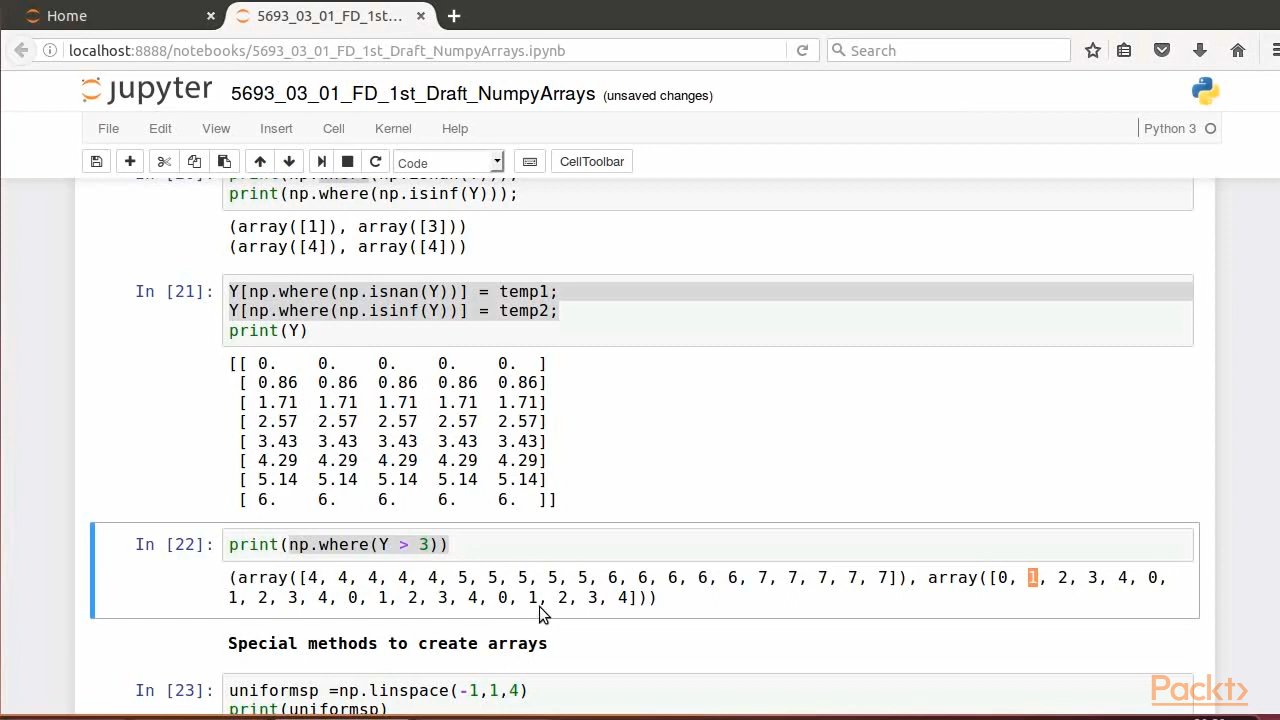 Home
5693_03_01_FD_1st...
localhost:8888/notebooks/5693_03_01_FD_1st_Draft_NumpyArrays.ipynb
Search
jupyter 5693_03_01_FD_1st_Draft_NumpyArrays (unsaved changes)
File Edit View Insert Cell Kernel Help Python 3
Code CellToolbar
print(np.where(np.isinf(Y)));
(array([1]), array([3]))
(array([4]), array([4]))
In [21]: Y[np.where(np.isnan(Y))] = temp1;
Y[np.where(np.isinf(Y))] = temp2;
print(Y)
[[ 0. 0. 0. 0. 0. ]
[ 0.86 0.86 0.86 0.86 0.86]
[ 1.71 1.71 1.71 1.71 1.71]
[ 2.57 2.57 2.57 2.57 2.57]
[ 3.43 3.43 3.43 3.43 3.43]
[ 4.29 4.29 4.29 4.29 4.29]
[ 5.14 5.14 5.14 5.14 5.14]
[ 6. 6. 6. 6. 6. ]]
In [22]: print(np.where(Y > 3))
(array([4, 4, 4, 4, 4, 5, 5, 5, 5, 5, 6, 6, 6, 6, 6, 7, 7, 7, 7, 7]), array([0, 1, 2, 3, 4, 0,
1, 2, 3, 4, 0, 1, 2, 3, 4, 0, 1, 2, 3, 4]))
Special methods to create arrays
In [23]: uniformsp =np.linspace(-1,1,4)
print(uniformsp)
Packt>